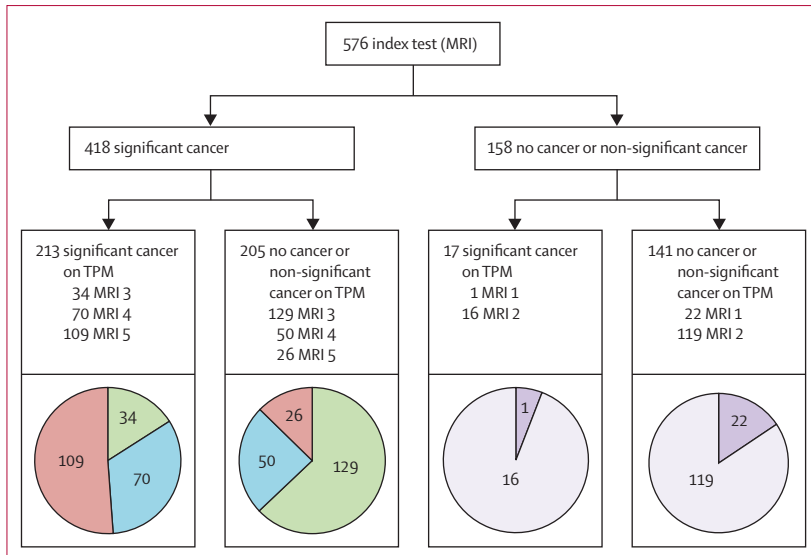 576 index test (MRI)
418 significant cancer
158 no cancer or non-significant cancer
213 significant cancer
on TPM
34 MRI 3
70 MRI 4
109 MRI 5
205 no cancer or
non-significant
cancer on TPM
129 MRI 3
50 MRI 4
26 MRI 5
17 significant cancer
on TPM
1 MRI 1
16 MRI 2
141 no cancer or
non-significant
cancer on TPM
22 MRI 1
119 MRI 2
34
109
70
26
50
129
1
16
22
119